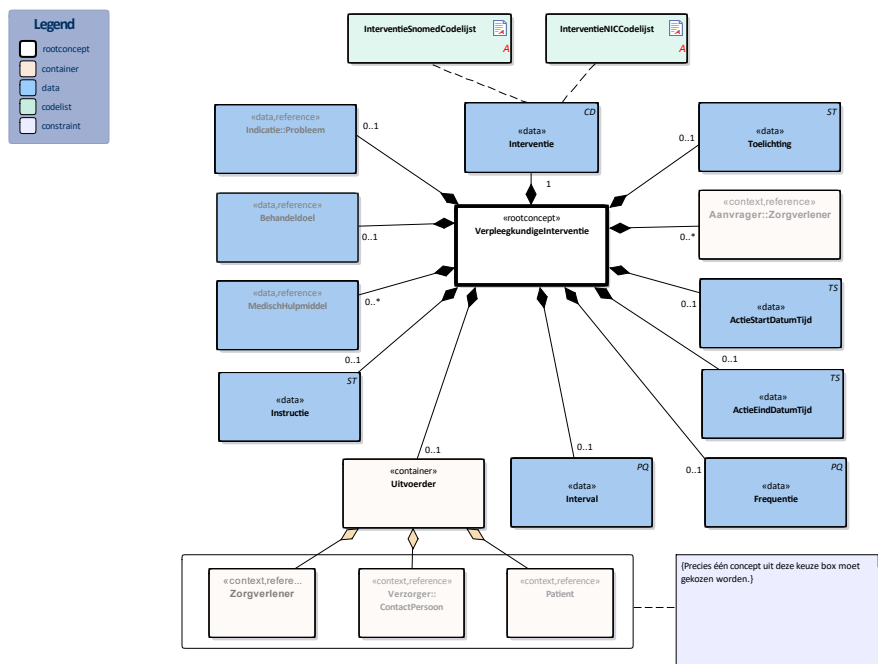 Legend
rootconcept
container
data
codelist
constraint
InterventieSnomedCodelijst
A
InterventieNICCodelijst
A
«data,reference»
Indicatie::Probleem
0..1
CD
«data»
Interventie
1
ST
«data»
Toelichting
0..1
«data,reference»
Behandeldoel
0..1
«rootconcept»
VerpleegkundigeInterventie
«context,reference»
Aanvrager::Zorgverlener
0..*
«data,reference»
MedischHulpmiddel
0..*
TS
«data»
ActieStartDatumTijd
0..1
ST
«data»
Instructie
0..1
TS
«data»
ActieEindDatumTijd
0..1
«container»
Uitvoerder
0..1
PQ
«data»
Interval
0..1
PQ
«data»
Frequentie
0..1
«context,refere...
Zorgverlener
«context,reference»
Verzorger::
ContactPersoon
«context,reference»
Patient
{Precies één concept uit deze keuze box moet
gekozen worden.}